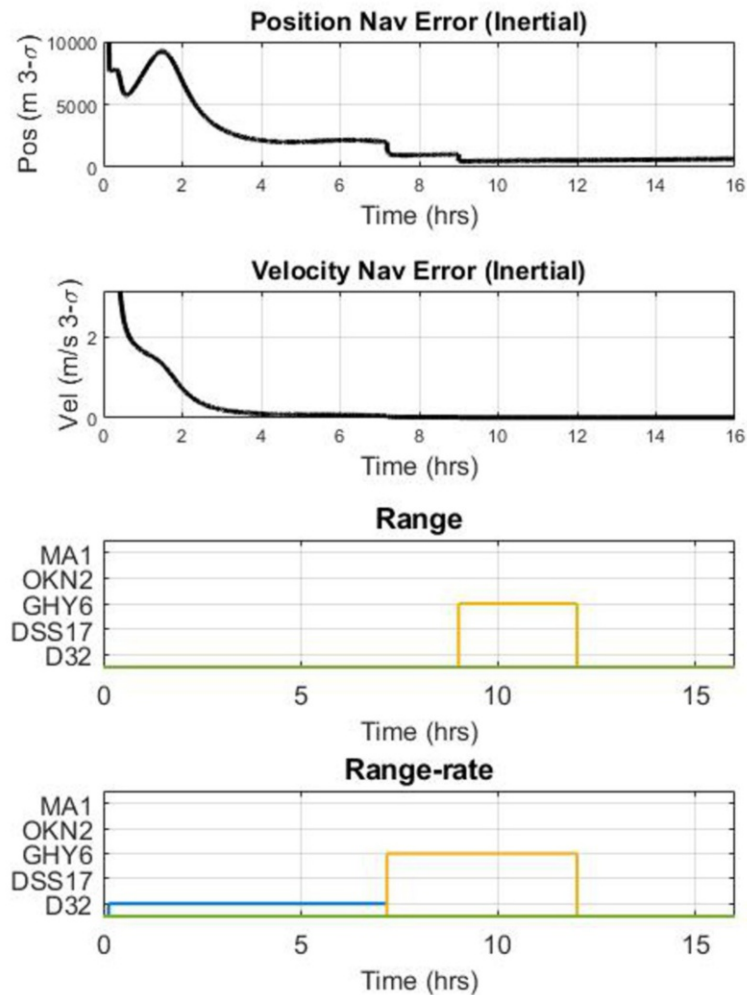 Position Nav Error (Inertial)
10000
5000
0
Pos (m 3-σ)
0 2 4 6 8 10 12 14 16
Time (hrs)
Velocity Nav Error (Inertial)
2
0
Vel (m/s 3-σ)
0 2 4 6 8 10 12 14 16
Time (hrs)
Range
MA1
OKN2
GHY6
DSS17
D32
0 5 10 15
Time (hrs)
Range-rate
MA1
OKN2
GHY6
DSS17
D32
0 5 10 15
Time (hrs)